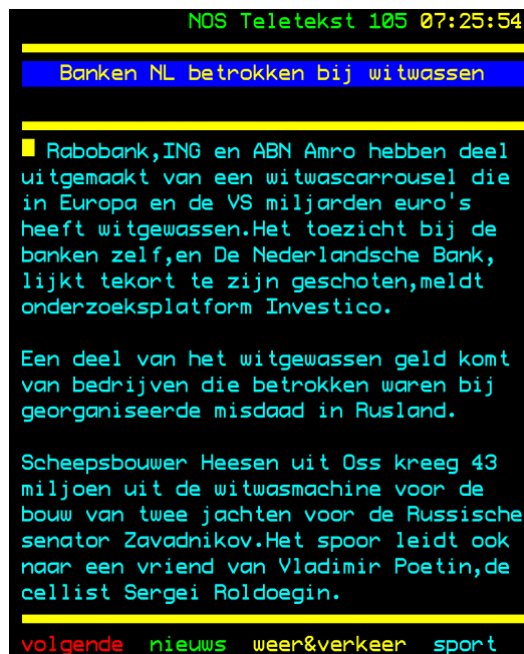 NOS Teletekst 105 07:25:54
Banken NL betrokken bij witwassen
Rabobank,ING en ABN Amro hebben deel
uitgemaakt van een witwascarrousel die
in Europa en de VS miljarden euro's
heeft witgewassen.Het toezicht bij de
banken zelf,en De Nederlandsche Bank,
lijkt tekort te zijn geschoten,meldt
onderzoeksplatform Investico.
Een deel van het witgewassen geld komt
van bedrijven die betrokken waren bij
georganiseerde misdaad in Rusland.
Scheepsbouwer Heesen uit Oss kreeg 43
miljoen uit de witwasmachine voor de
bouw van twee jachten voor de Russische
senator Zavadnikov.Het spoor leidt ook
naar een vriend van Vladimir Poetin,de
cellist Sergei Roldoegin.
volgende nieuws weer&verkeer sport